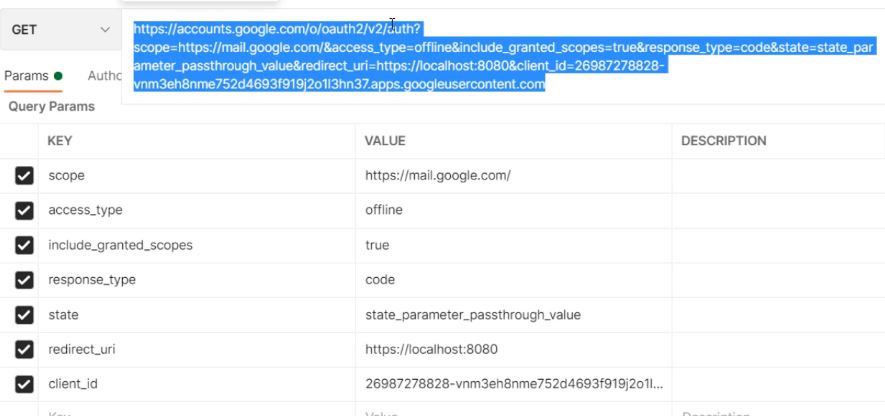 GET
https://accounts.google.com/o/oauth2/v2/auth?
scope=https://mail.google.com/&access_type=offline&include_granted_scopes=true&response_type=code&state=state_par
ameter_passthrough_value&redirect_uri=https://localhost:8080&client_id=26987278828-
vnm3eh8nme752d4693f919j2o1l3hn37.apps.googleusercontent.com
Params
Autho
Query Params
KEY VALUE DESCRIPTION
scope https://mail.google.com/
access_type offline
include_granted_scopes true
response_type code
state state_parameter_passthrough_value
redirect_uri https://localhost:8080
client_id 26987278828-vnm3eh8nme752d4693f919j2o1l...
Key Value Description